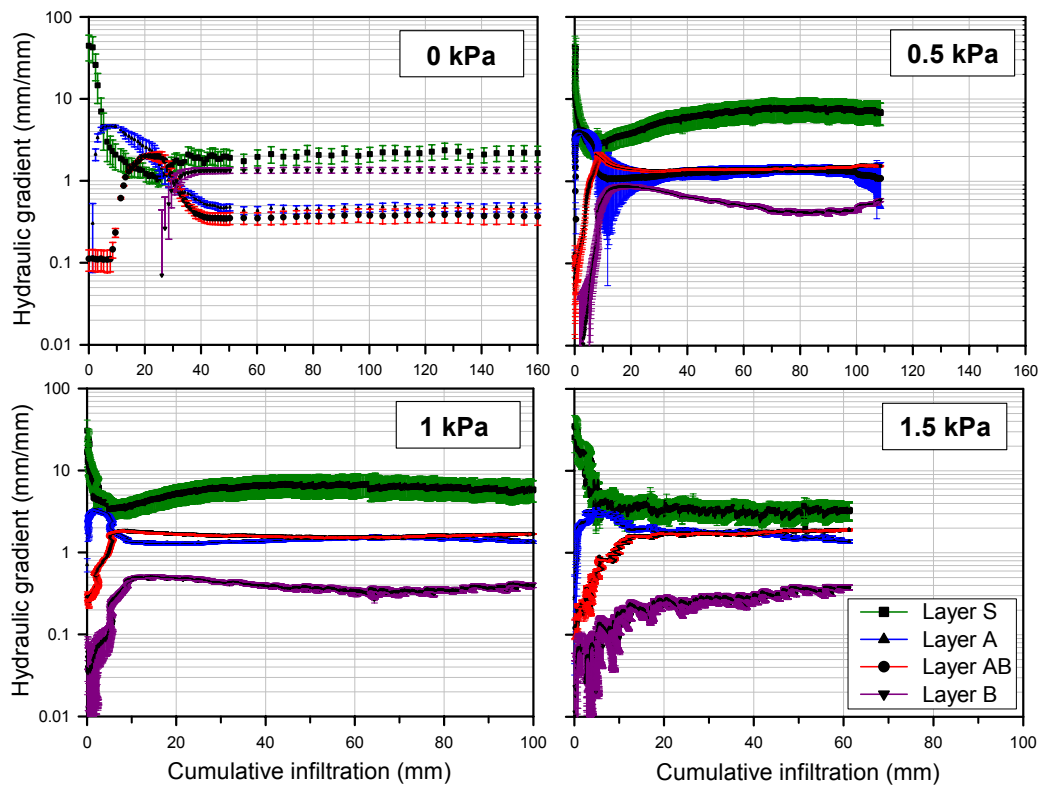 0 kPa
0.5 kPa
Hydraulic gradient (mm/mm)
100
10
1
0.1
0.01
0 20 40 60 80 100 120 140 160
0 20 40 60 80 100 120 140 160
1 kPa
1.5 kPa
Hydraulic gradient (mm/mm)
100
10
1
0.1
0.01
Layer S
Layer A
Layer AB
Layer B
0 20 40 60 80 100
0 20 40 60 80 100
Cumulative infiltration (mm)
Cumulative infiltration (mm)